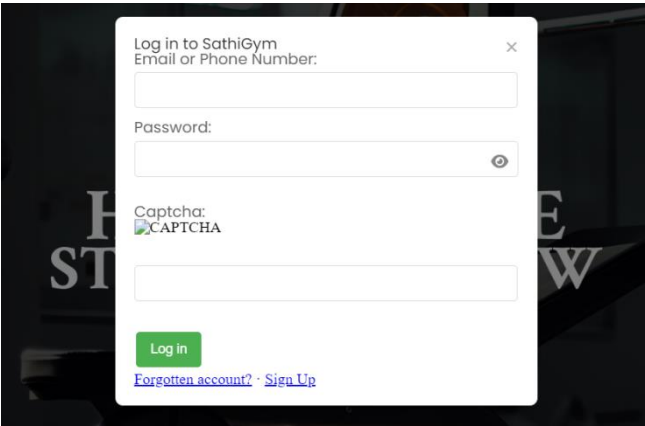 Log in to SathiGym
Email or Phone Number:
Password:
Captcha:
CAPTCHA
Log in
Forgotten account? · Sign Up